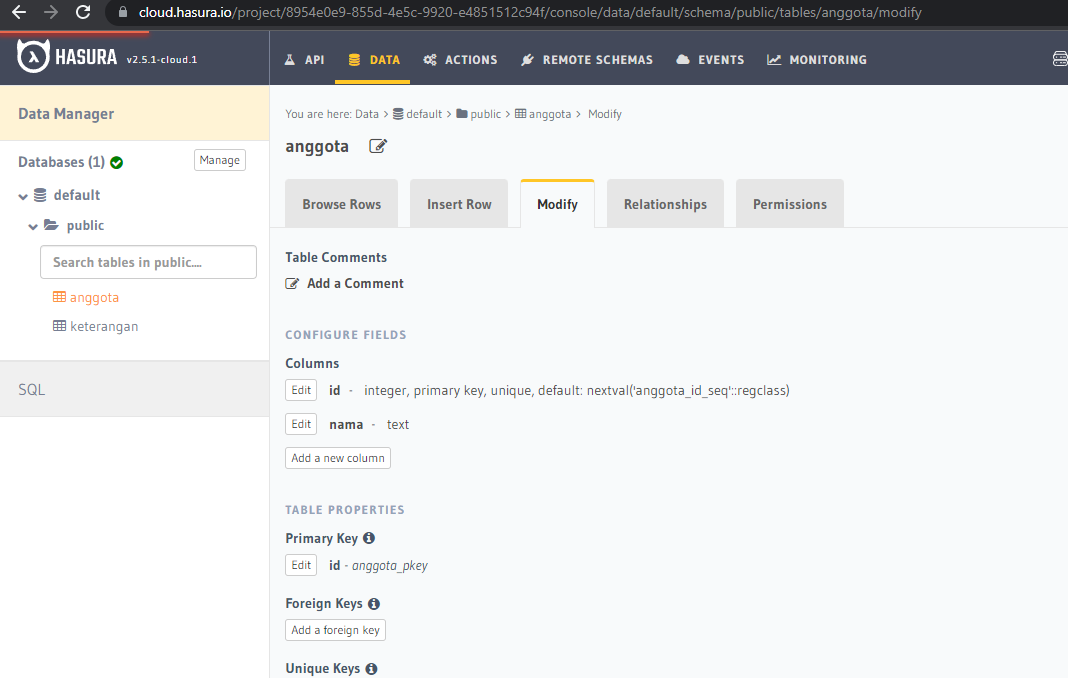 cloud.hasura.io/project/8954e0e9-855d-4e5c-9920-e4851512c94f/console/data/default/schema/public/tables/anggota/modify
HASURA v2.5.1-cloud.1
API DATA ACTIONS REMOTE SCHEMAS EVENTS MONITORING
Data Manager
Databases (1) Manage
default
public
Search tables in public....
anggota
keterangan
SQL
You are here: Data > default > public > anggota > Modify
anggota
Browse Rows Insert Row Modify Relationships Permissions
Table Comments
Add a Comment
CONFIGURE FIELDS
Columns
Edit id - integer, primary key, unique, default: nextval('anggota_id_seq'::regclass)
Edit nama - text
Add a new column
TABLE PROPERTIES
Primary Key
Edit id - anggota_pkey
Foreign Keys
Add a foreign key
Unique Keys